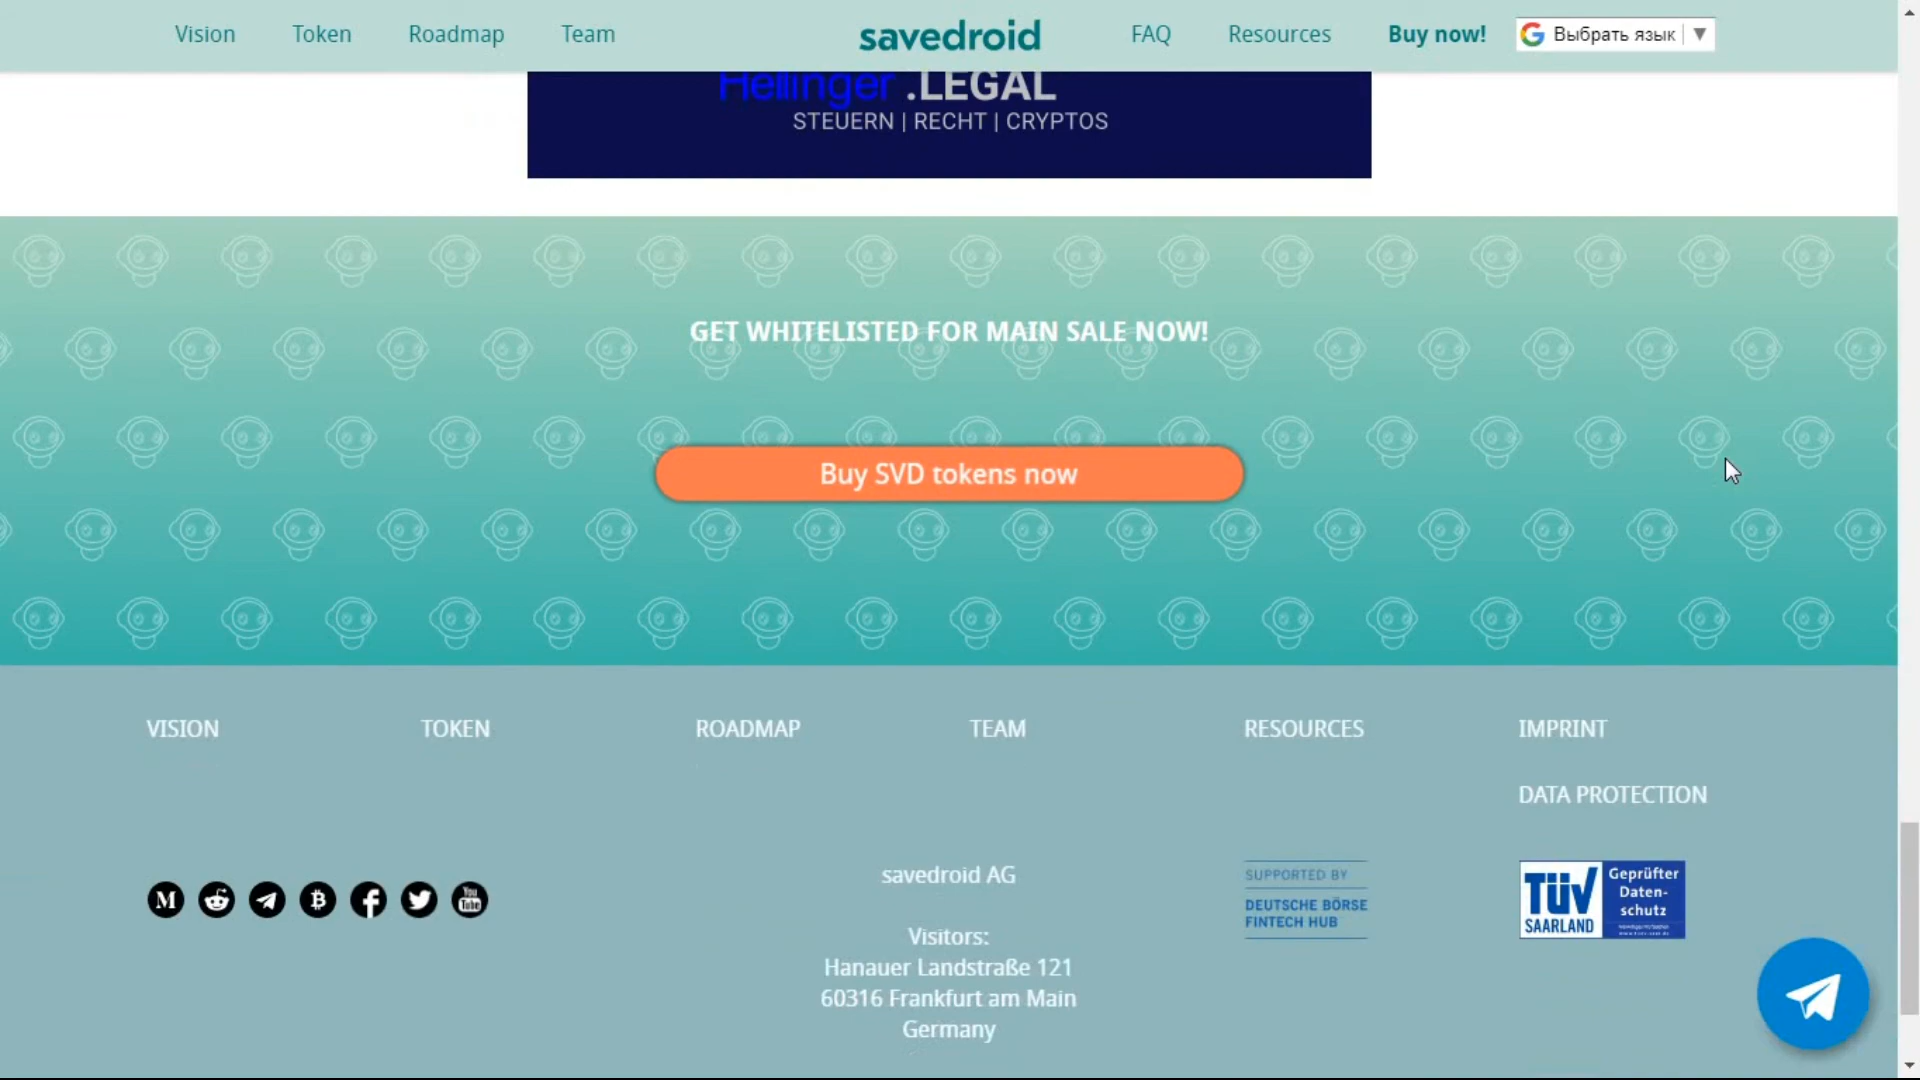 Vision Token Roadmap Team savedroid FAQ Resources Buy now! Выбрать язык ▼
Hellinger .LEGAL
STEUERN | RECHT | CRYPTOS
GET WHITELISTED FOR MAIN SALE NOW!
Buy SVD tokens now
VISION TOKEN ROADMAP TEAM RESOURCES IMPRINT
DATA PROTECTION
savedroid AG
Visitors:
Hanauer Landstraße 121
60316 Frankfurt am Main
Germany
SUPPORTED BY
DEUTSCHE BÖRSE
FINTECH HUB
TÜV
SAARLAND
Geprüfter
Daten-
schutz